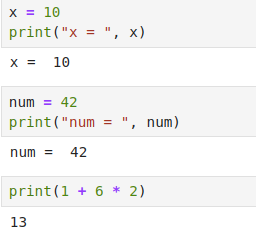 x = 10
print("x = ", x)
x =  10
num = 42
print("num = ", num)
num =  42
print(1 + 6 * 2)
13